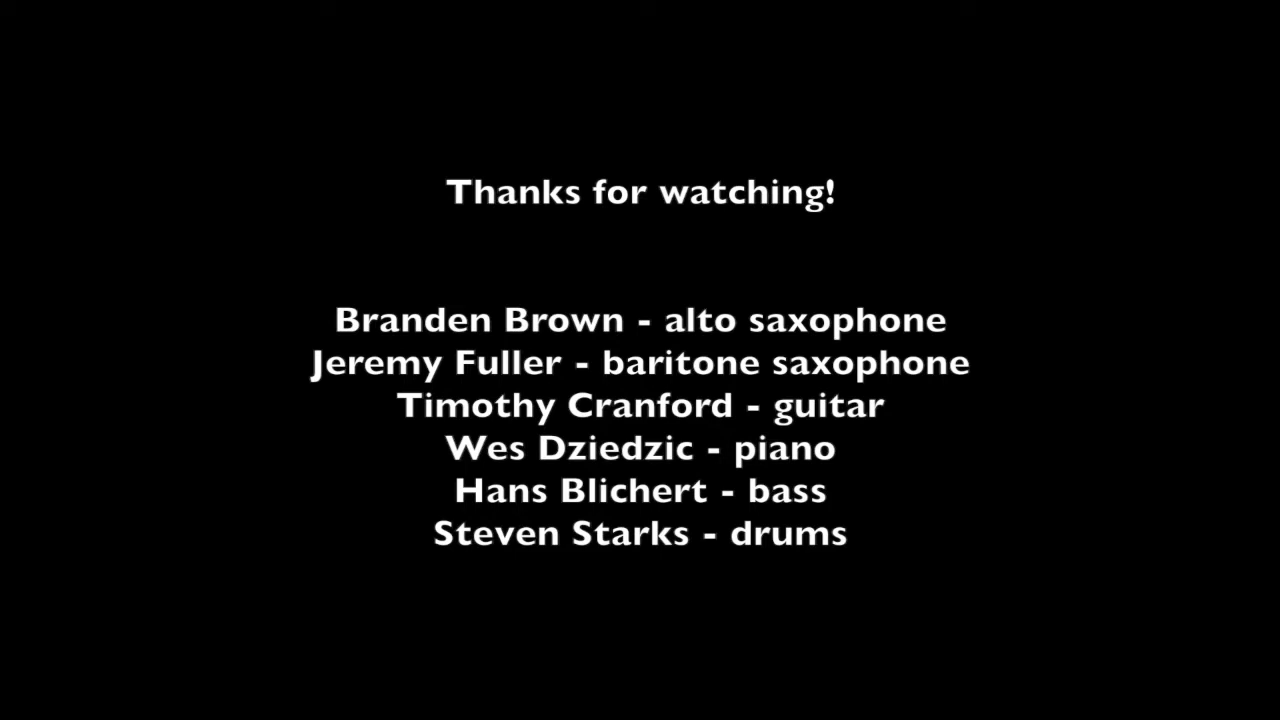 Thanks for watching!
Branden Brown - alto saxophone
Jeremy Fuller - baritone saxophone
Timothy Cranford - guitar
Wes Dziedzic - piano
Hans Blichert - bass
Steven Starks - drums